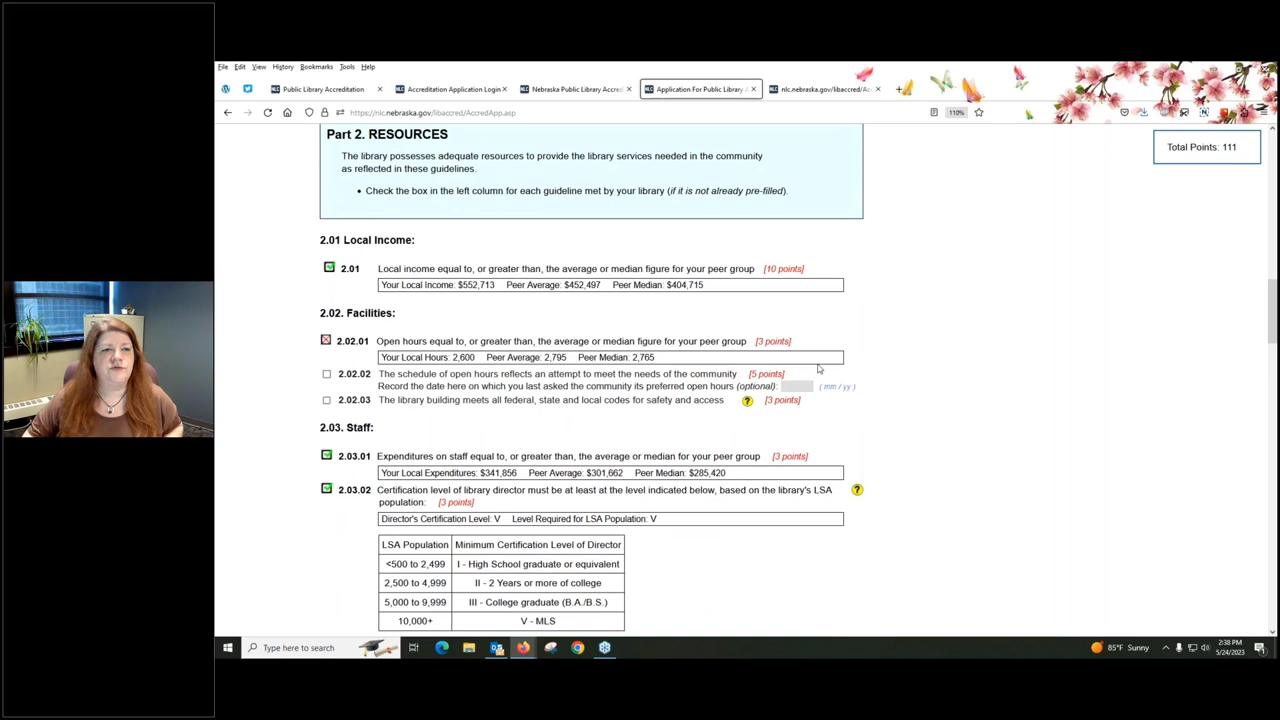 File Edit View History Bookmarks Tools Help
Public Library Accreditation
Accreditation Application Login
Nebraska Public Library Accred
Application For Public Library A
nlc.nebraska.gov/libaccred/Ac
https://nlc.nebraska.gov/libaccred/AccredApp.asp
110%
Part 2. RESOURCES
Total Points: 111
The library possesses adequate resources to provide the library services needed in the community
as reflected in these guidelines.
• Check the box in the left column for each guideline met by your library (if it is not already pre-filled).
2.01 Local Income:
2.01 Local income equal to, or greater than, the average or median figure for your peer group [10 points]
Your Local Income: $552,713 Peer Average: $452,497 Peer Median: $404,715
2.02. Facilities:
2.02.01 Open hours equal to, or greater than, the average or median figure for your peer group [3 points]
Your Local Hours: 2,600 Peer Average: 2,795 Peer Median: 2,765
2.02.02 The schedule of open hours reflects an attempt to meet the needs of the community [5 points]
Record the date here on which you last asked the community its preferred open hours (optional): ( mm / yy )
2.02.03 The library building meets all federal, state and local codes for safety and access ? [3 points]
2.03. Staff:
2.03.01 Expenditures on staff equal to, or greater than, the average or median for your peer group [3 points]
Your Local Expenditures: $341,856 Peer Average: $301,662 Peer Median: $285,420
2.03.02 Certification level of library director must be at least at the level indicated below, based on the library's LSA ?
population: [3 points]
Director's Certification Level: V Level Required for LSA Population: V
LSA Population Minimum Certification Level of Director
<500 to 2,499 I - High School graduate or equivalent
2,500 to 4,999 II - 2 Years or more of college
5,000 to 9,999 III - College graduate (B.A./B.S.)
10,000+ V - MLS
Type here to search
85°F Sunny
2:38 PM
5/24/2023